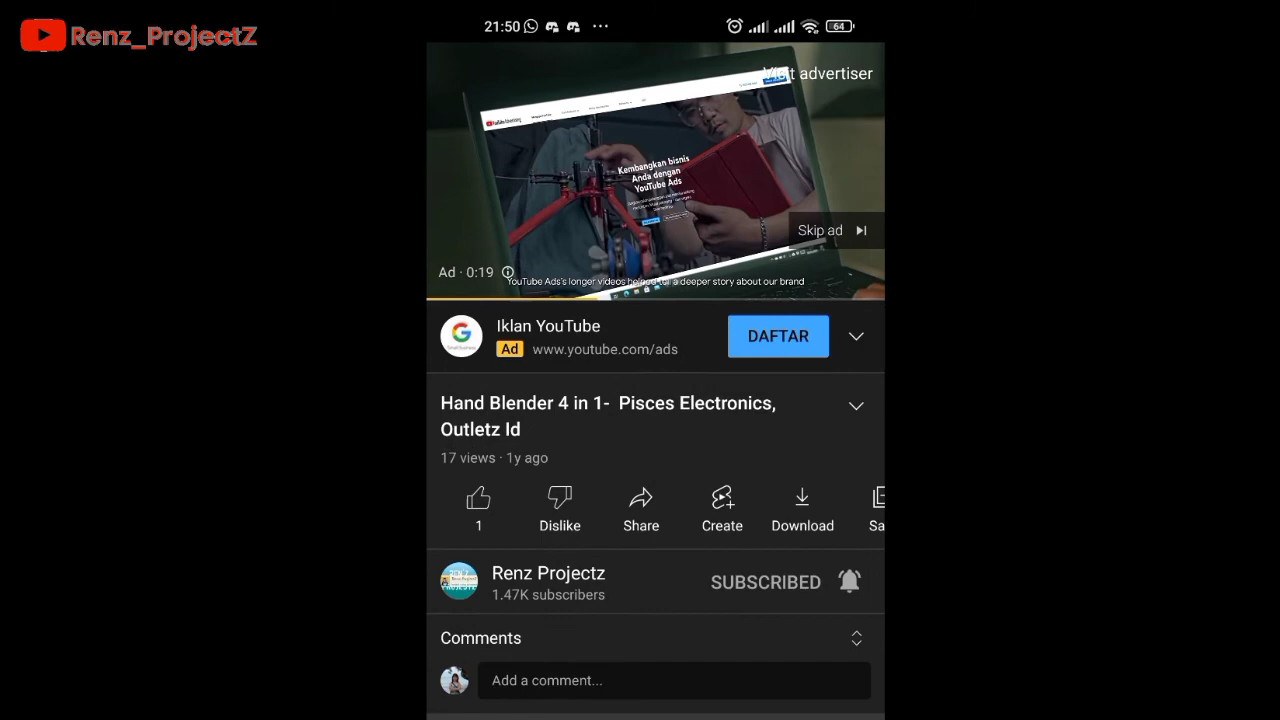 Renz_ProjectZ
21:50
64
Visit advertiser
Kembangkan bisnis
Anda dengan
YouTube Ads
Skip ad
Ad · 0:19
YouTube Ads's longer videos helped tell a deeper story about our brand
Iklan YouTube
Ad www.youtube.com/ads
DAFTAR
Hand Blender 4 in 1- Pisces Electronics,
Outletz Id
17 views · 1y ago
1
Dislike
Share
Create
Download
Sa
Renz Projectz
1.47K subscribers
SUBSCRIBED
Comments
Add a comment...